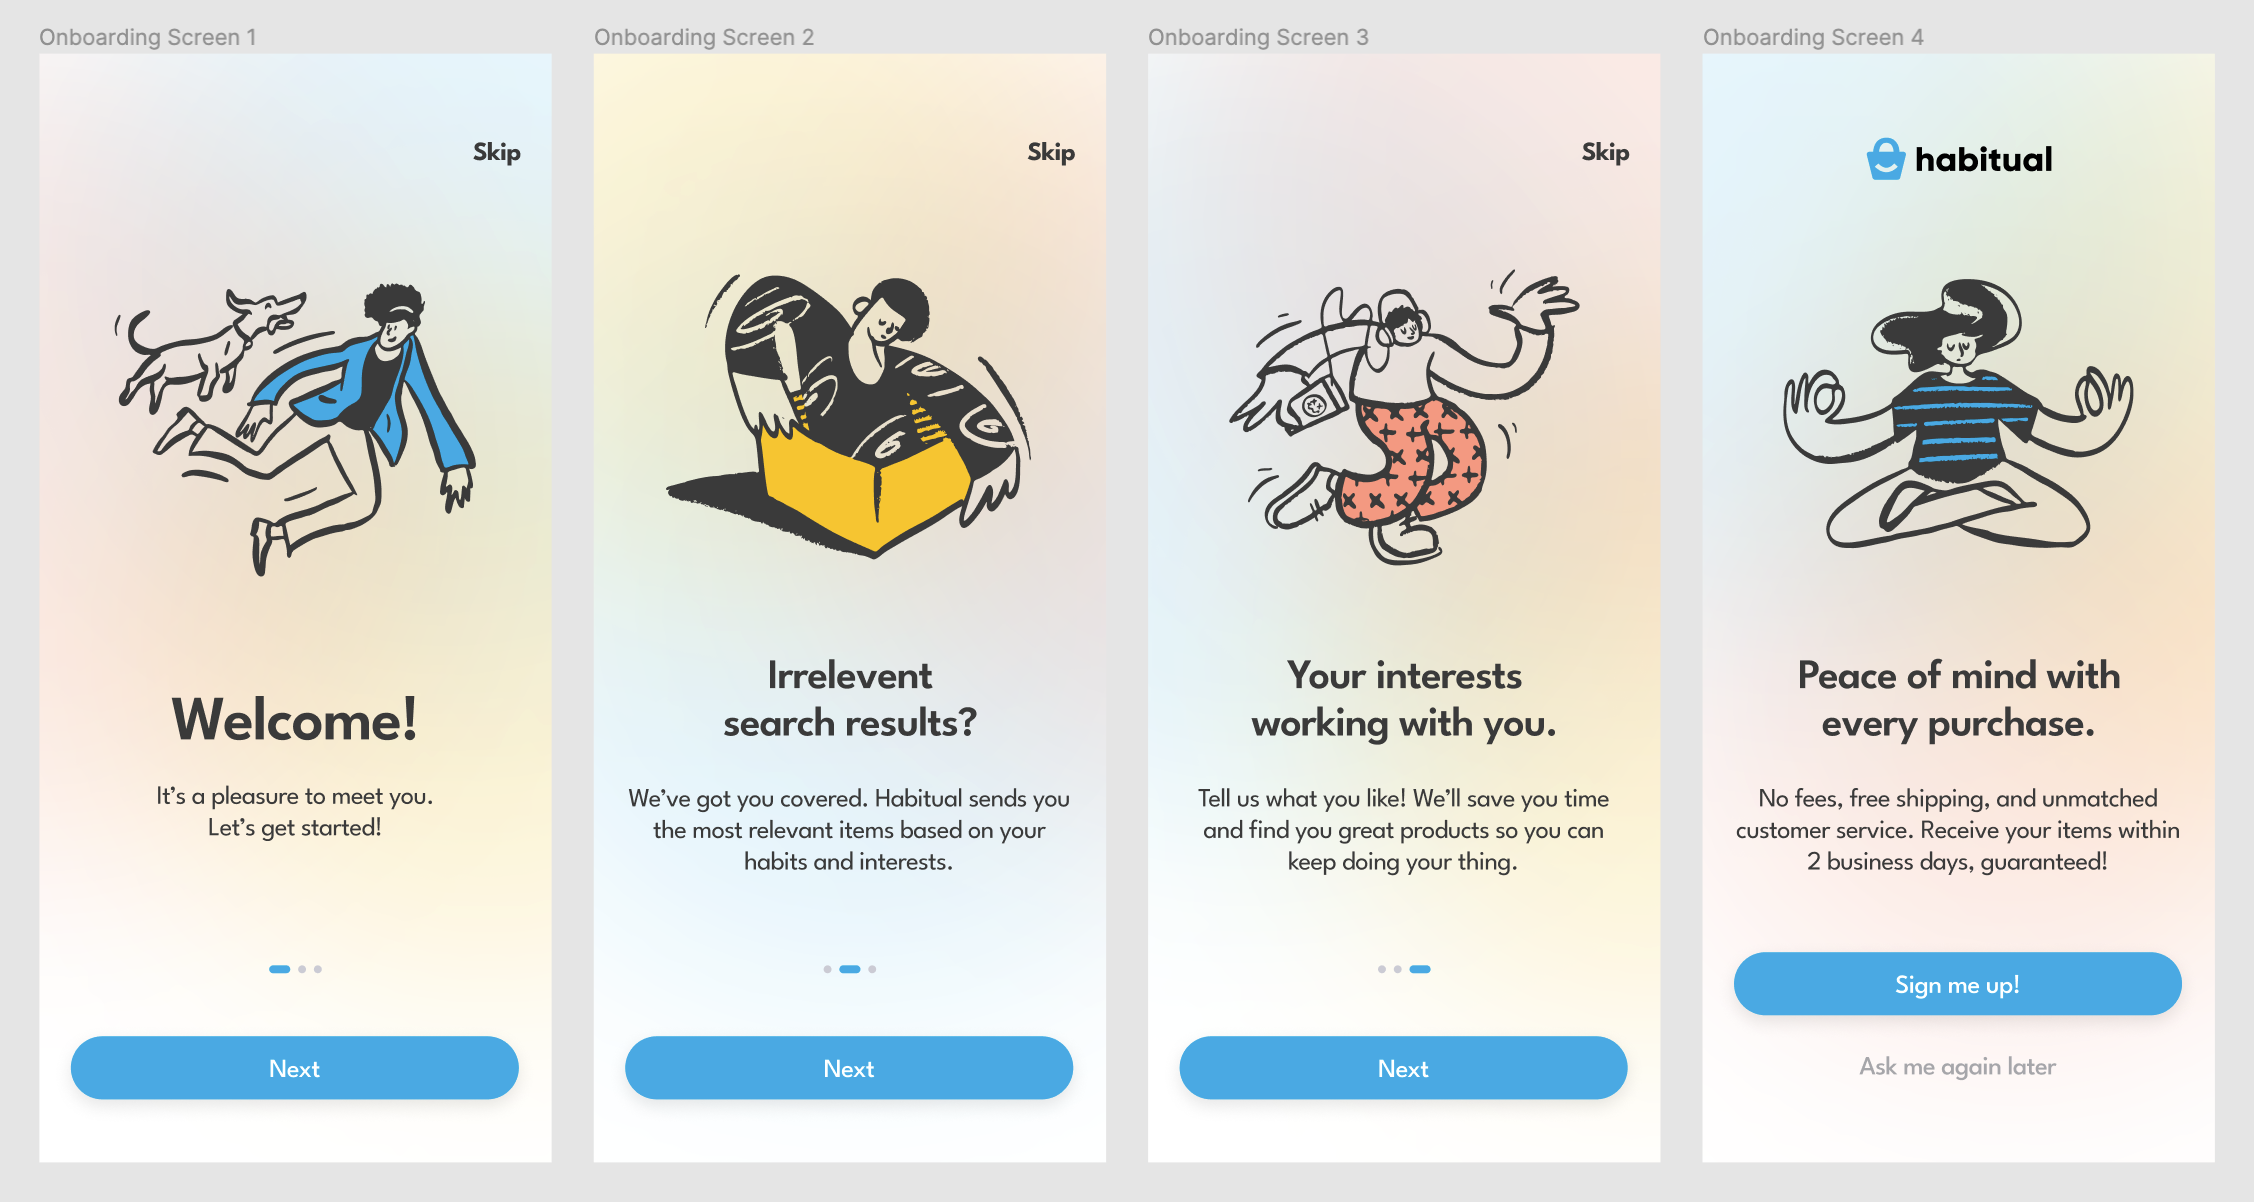 Onboarding Screen 1
Skip
Welcome!
It's a pleasure to meet you.
Let's get started!
Next
Onboarding Screen 2
Skip
Irrelevent
search results?
We've got you covered. Habitual sends you
the most relevant items based on your
habits and interests.
Next
Onboarding Screen 3
Skip
Your interests
working with you.
Tell us what you like! We'll save you time
and find you great products so you can
keep doing your thing.
Next
Onboarding Screen 4
habitual
Peace of mind with
every purchase.
No fees, free shipping, and unmatched
customer service. Receive your items within
2 business days, guaranteed!
Sign me up!
Ask me again later